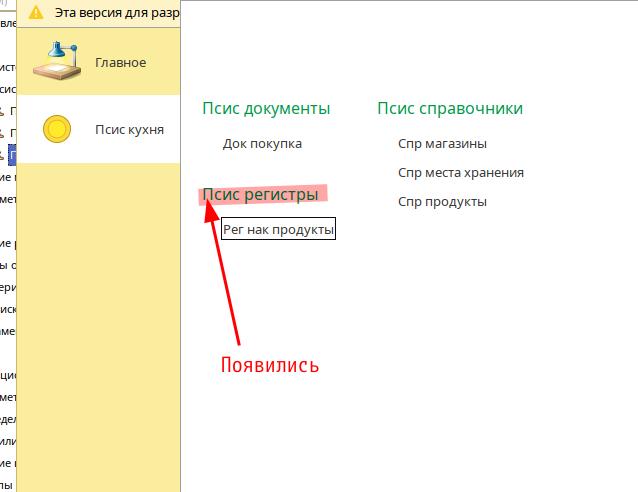 Эта версия для разр
Главное
Псис кухня
Псис документы
Док покупка
Псис регистры
Рег нак продукты
Псис справочники
Спр магазины
Спр места хранения
Спр продукты
Появились